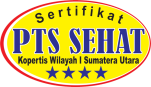 Sertifikat
PTS SEHAT
Kopertis Wilayah I Sumatera Utara